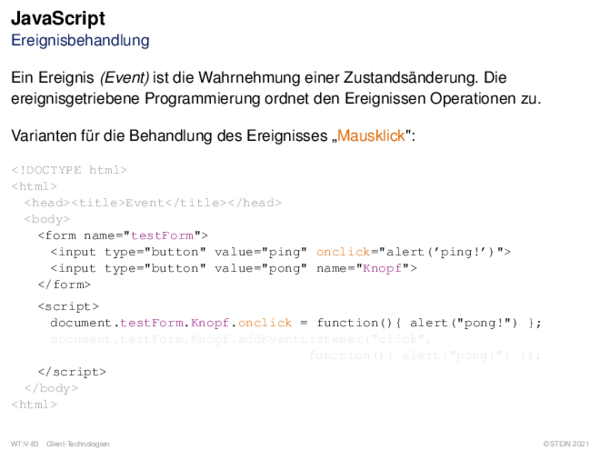 JavaScript
Ereignisbehandlung
Ein Ereignis (Event) ist die Wahrnehmung einer Zustandsänderung. Die
ereignisgetriebene Programmierung ordnet den Ereignissen Operationen zu.
Varianten für die Behandlung des Ereignisses „Mausklick":
<!DOCTYPE html>
<html>
<head><title>Event</title></head>
<body>
<form name="testForm">
<input type="button" value="ping" onclick="alert(’ping!’)">
<input type="button" value="pong" name="Knopf">
</form>
<script>
document.testForm.Knopf.onclick = function(){ alert("pong!") };
document.testForm.Knopf.addEventListener("click",
function(){ alert("pong!") });
</script>
</body>
<html>
WT:V-83 Client-Technologien ©STEIN 2021